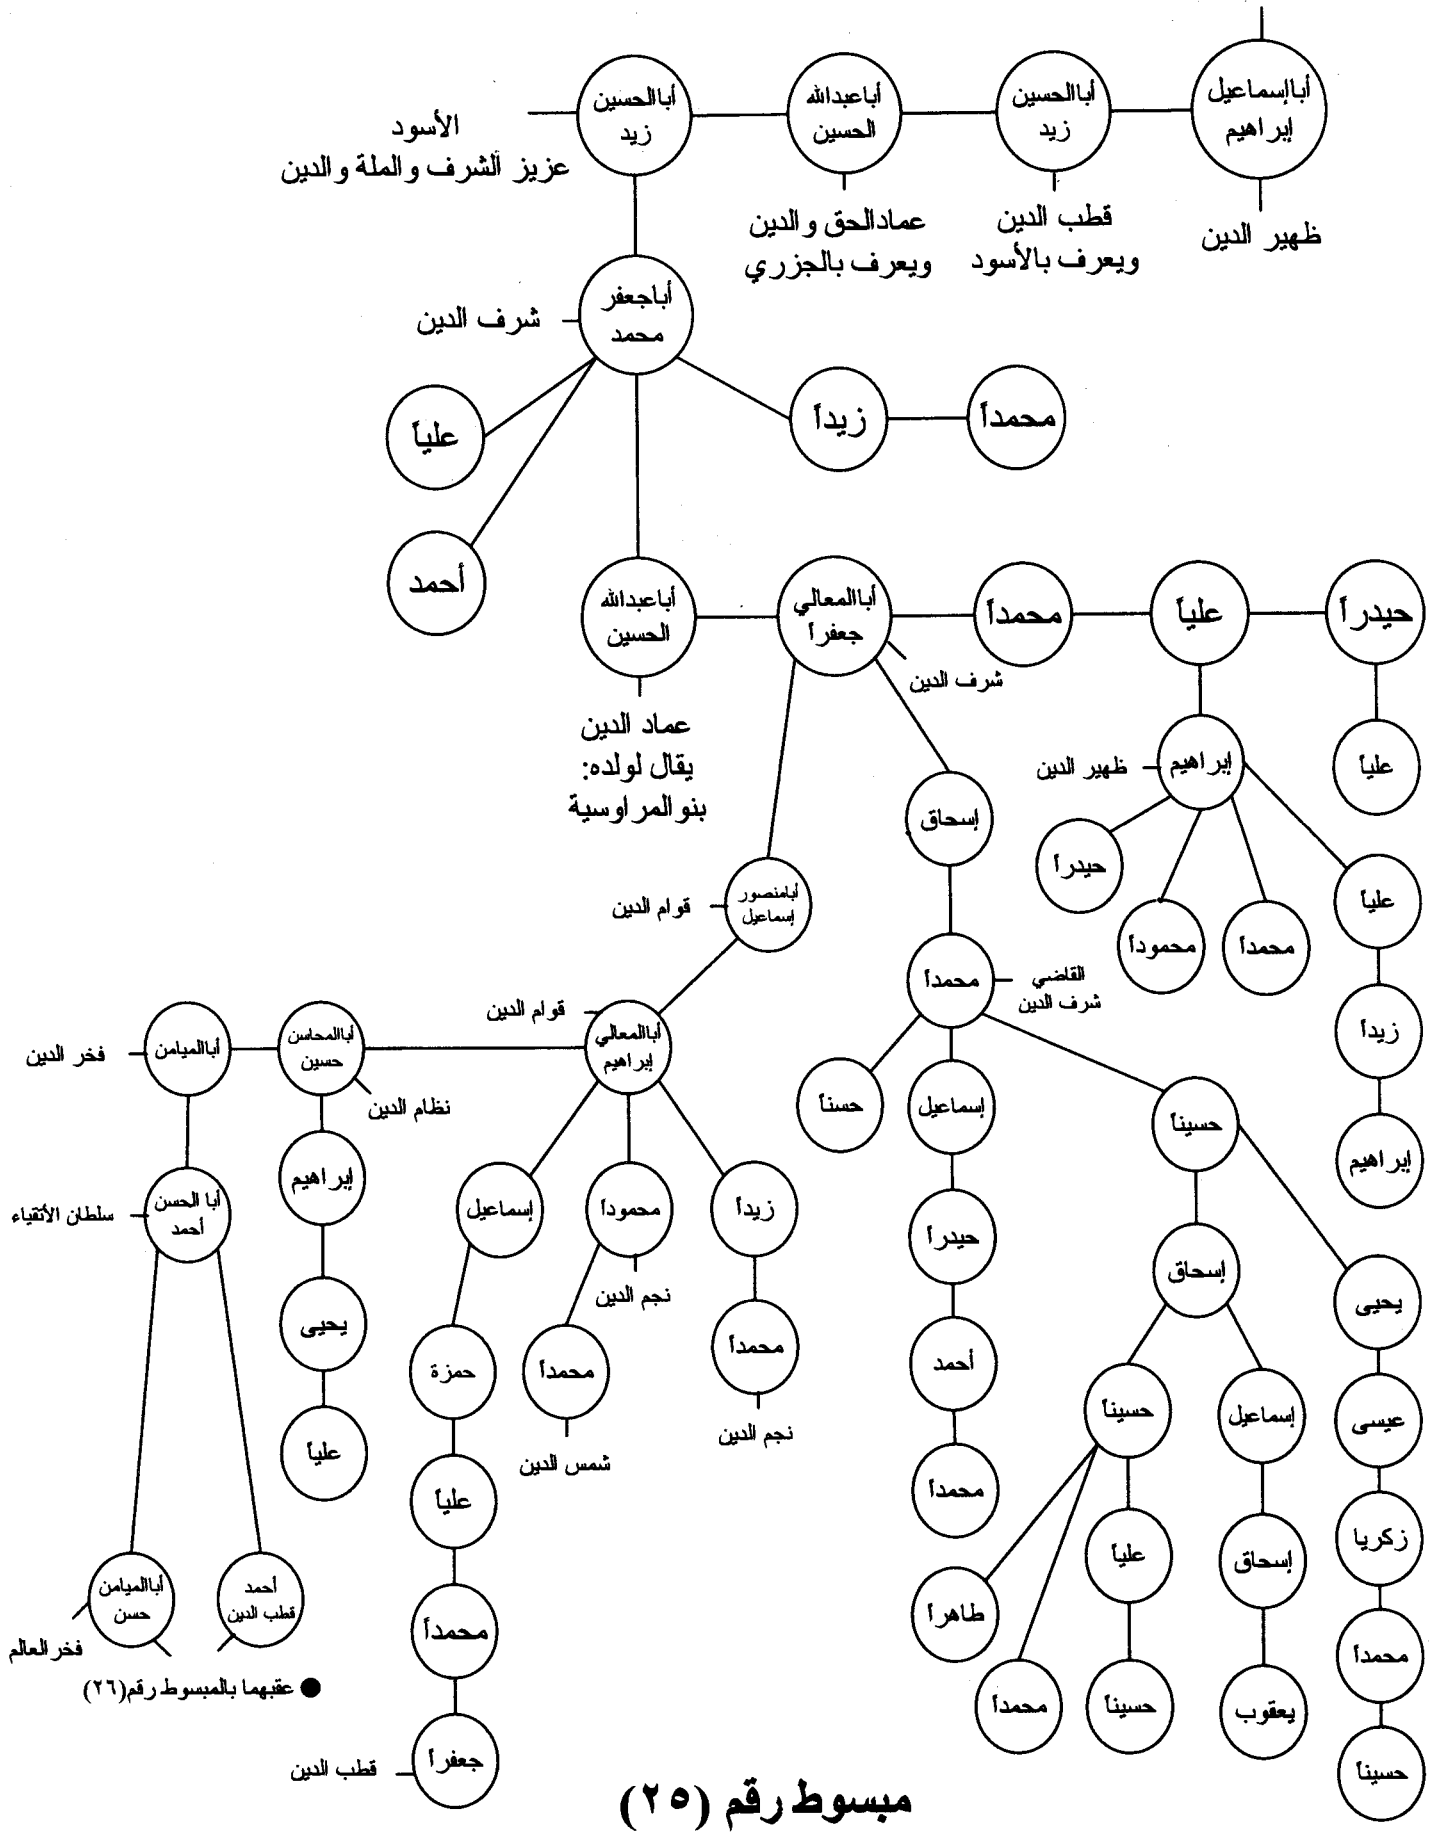 أباإسماعيل
إبراهيم
ظهير الدين
أباالحسين
زيد
قطب الدين
ويعرف بالأسود
أباعبدالله
الحسين
عمادالحق والدين
ويعرف بالجزري
أباالحسين
زيد
الأسود
عزيز الشرف والملة والدين
أباجعفر
محمد
شرف الدين
محمداً
زيداً
علياً
أحمد
حيدراً
علياً
محمداً
أباالمعالي
جعفراً
شرف الدين
أباعبدالله
الحسين
عماد الدين
يقال لولده:
بنوالمراوسية
علياً
إبراهيم
ظهير الدين
إسحاق
حيدراً
علياً
محمداً
محموداً
أبامنصور
إسماعيل
قوام الدين
زيداً
محمداً
القاضي
شرف الدين
إبراهيم
أباالمعالي
إبراهيم
قوام الدين
أباالمحاسن
حسين
نظام الدين
أباالميامن
فخر الدين
حسيناً
إسماعيل
حسناً
إبراهيم
زيداً
محموداً
نجم الدين
إسماعيل
أبا الحسن
أحمد
سلطان الأتقياء
يحيى
إسحاق
حيدراً
يحيى
محمداً
نجم الدين
محمداً
شمس الدين
حمزة
عيسى
إسماعيل
حسيناً
أحمد
علياً
زكريا
إسحاق
علياً
محمداً
علياً
طاهراً
أحمد
قطب الدين
أباالميامن
حسن
فخر العالم
محمداً
يعقوب
حسيناً
محمداً
محمداً
● عقبهما بالمبسوط رقم(٢٦)
حسيناً
جعفراً
قطب الدين
مبسوط رقم (٢٥)